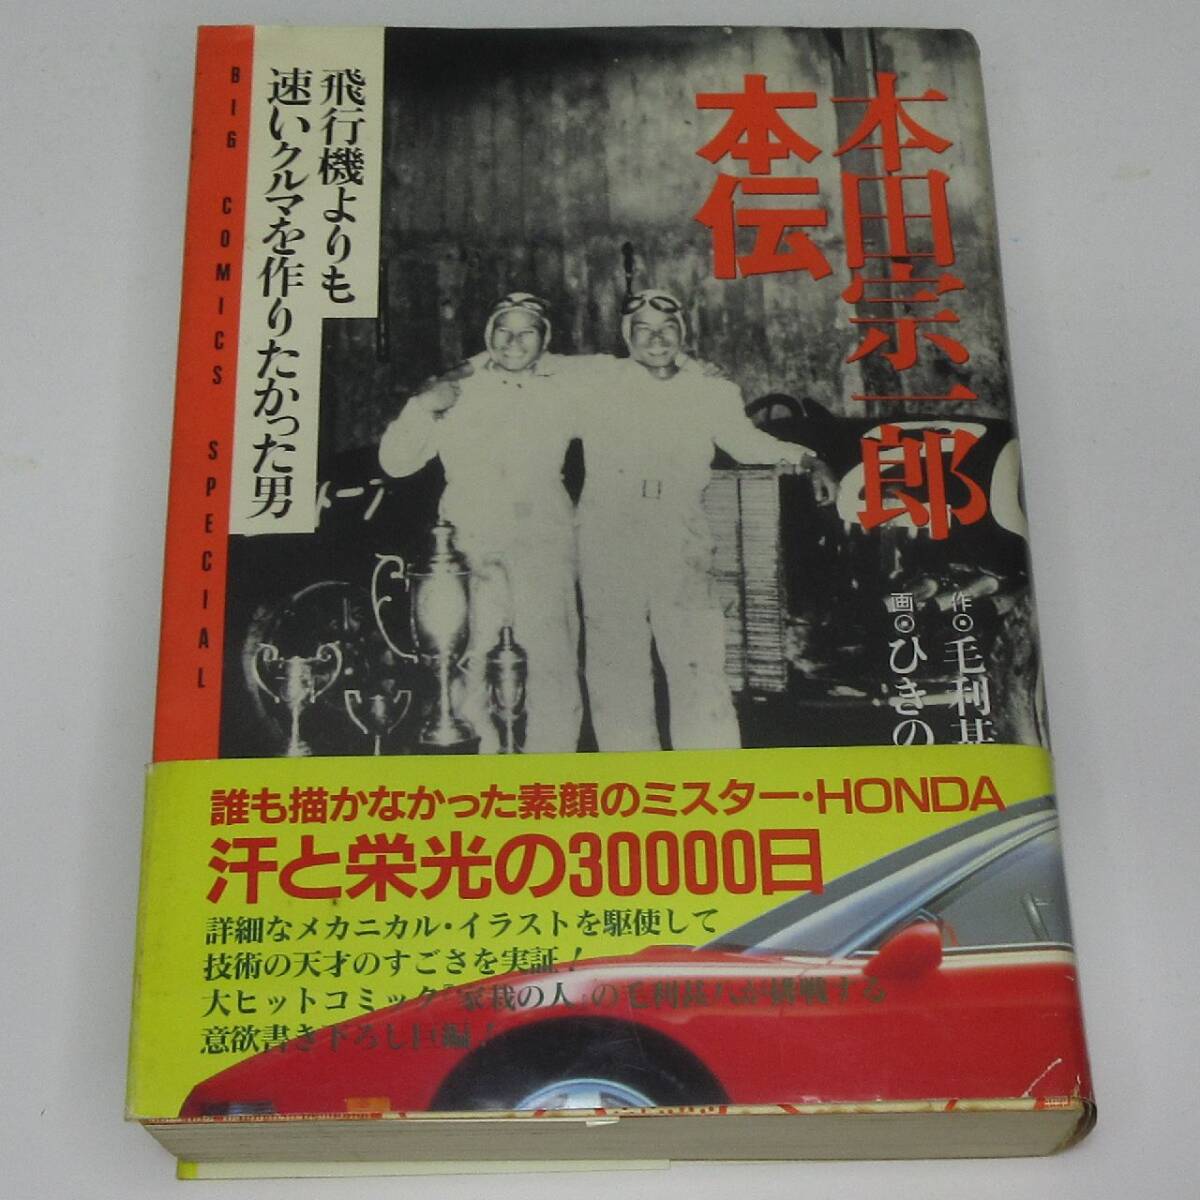 本田宗一郎
本伝
飛行機よりも
速いクルマを作りたかった男
BIG COMICS SPECIAL
作・毛利甚
画・ひきの
誰も描かなかった素顔のミスター・HONDA
汗と栄光の30000日
詳細なメカニカル・イラストを駆使して
技術の天才のすごさを実証!
大ヒットコミック『家栽の人』の毛利甚八が挑戦する
意欲書き下ろし巨編!